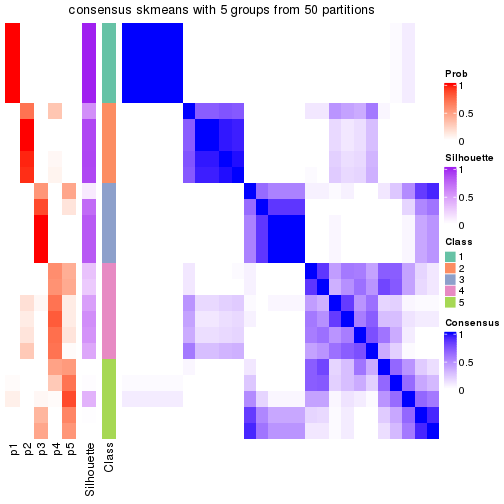 consensus skmeans with 5 groups from 50 partitions
Prob
1
0.5
0
Silhouette
1
0.5
0
Class
1
2
3
4
5
Consensus
1
0.5
0
p1
p2
p3
p4
p5
Silhouette
Class